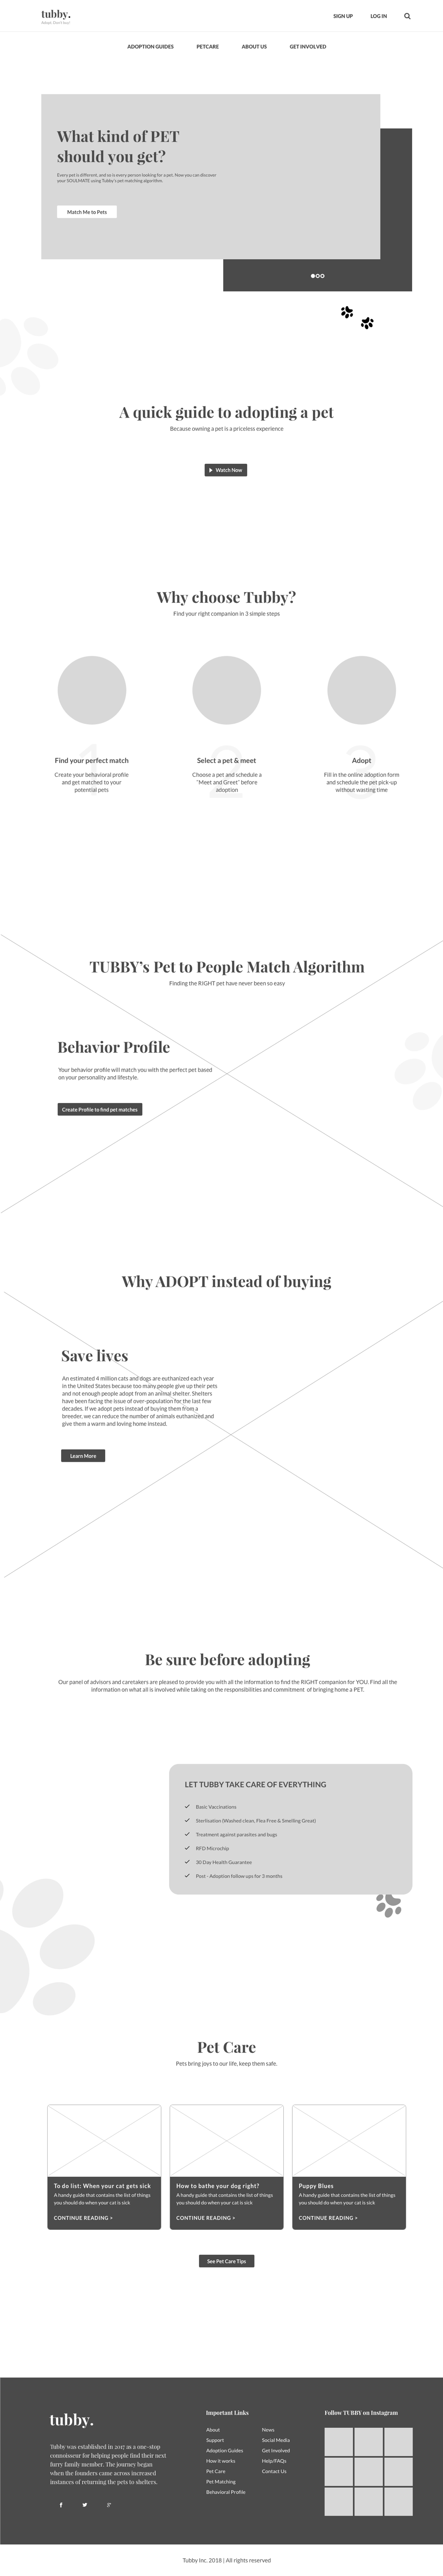 tubby.
Adopt. Don't buy!
SIGN UP
LOG IN
ADOPTION GUIDES
PETCARE
ABOUT US
GET INVOLVED
What kind of PET
should you get?
Every pet is different, and so is every person looking for a pet. Now you can discover
your SOULMATE using Tubby's pet matching algorithm.
Match Me to Pets
A quick guide to adopting a pet
Because owning a pet is a priceless experience
Watch Now
Why choose Tubby?
Find your right companion in 3 simple steps
1
Find your perfect match
Create your behavioral profile
and get matched to your
potential pets
2
Select a pet & meet
Choose a pet and schedule a
"Meet and Greet" before
adoption
3
Adopt
Fill in the online adoption form
and schedule the pet pick-up
without wasting time
TUBBY's Pet to People Match Algorithm
Finding the RIGHT pet have never been so easy
Behavior Profile
Your behavior profile will match you with the perfect pet based
on your personality and lifestyle.
Create Profile to find pet matches
Why ADOPT instead of buying
Save lives
An estimated 4 million cats and dogs are euthanized each year
in the United States because too many people give up their pets
and not enough people adopt from an animal shelter. Shelters
have been facing the issue of over-population for the last few
decades. If we adopt pets instead of buying them from a
breeder, we can reduce the number of animals euthanized and
give them a warm and loving home instead.
Learn More
Be sure before adopting
Our panel of advisors and caretakers are pleased to provide you with all the information to find the RIGHT companion for YOU. Find all the
information on what all is involved while taking on the responsibilities and commitment of bringing home a PET.
LET TUBBY TAKE CARE OF EVERYTHING
Basic Vaccinations
Sterlisation (Washed clean, Flea Free & Smelling Great)
Treatment against parasites and bugs
RFD Microchip
30 Day Health Guarantee
Post - Adoption follow ups for 3 months
Pet Care
Pets bring joys to our life, keep them safe.
To do list: When your cat gets sick
A handy guide that contains the list of things
you should do when your cat is sick
CONTINUE READING >
How to bathe your dog right?
A handy guide that contains the list of things
you should do when your cat is sick
CONTINUE READING >
Puppy Blues
A handy guide that contains the list of things
you should do when your cat is sick
CONTINUE READING >
See Pet Care Tips
tubby.
Tubby was established in 2017 as a one-stop
connoisseur for helping people find their next
furry family member. The journey began
when the founders came across increased
instances of returning the pets to shelters.
Important Links
About
Support
Adoption Guides
How it works
Pet Care
Pet Matching
Behavioral Profile
News
Social Media
Get Involved
Help/FAQs
Contact Us
Follow TUBBY on Instagram
Tubby Inc. 2018 | All rights reserved